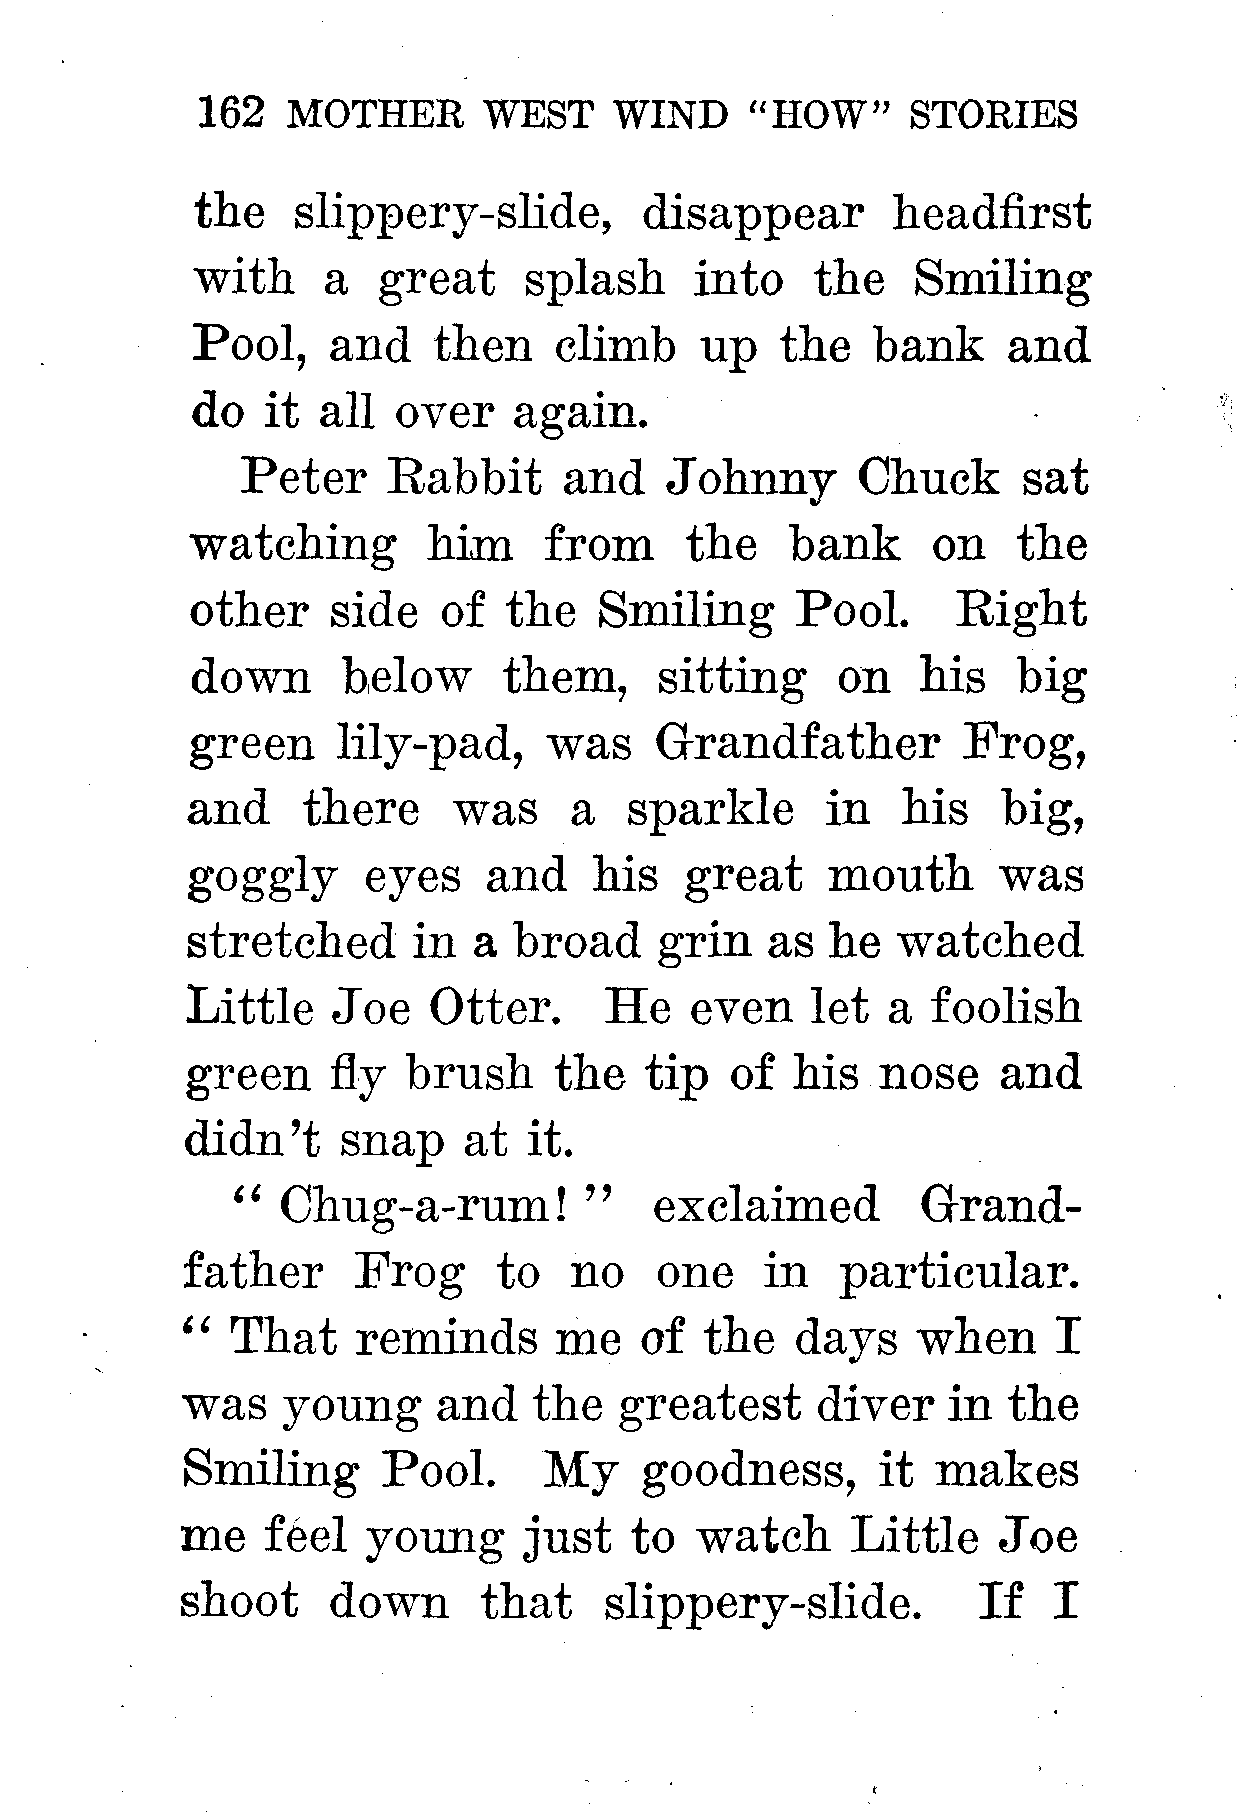 162 MOTHER WEST WIND "HOW" STORIES
the slippery-slide, disappear headfirst
with a great splash into the Smiling
Pool, and then climb up the bank and
do it all over again.
Peter Rabbit and Johnny Chuck sat
watching him from the bank on the
other side of the Smiling Pool. Right
down below them, sitting on his big
green lily-pad, was Grandfather Frog,
and there was a sparkle in his big,
goggly eyes and his great mouth was
stretched in a broad grin as he watched
Little Joe Otter. He even let a foolish
green fly brush the tip of his nose and
didn't snap at it.
" Chug-a-rum! " exclaimed Grand-
father Frog to no one in particular.
" That reminds me of the days when I
was young and the greatest diver in the
Smiling Pool. My goodness, it makes
me feel young just to watch Little Joe
shoot down that slippery-slide. If I